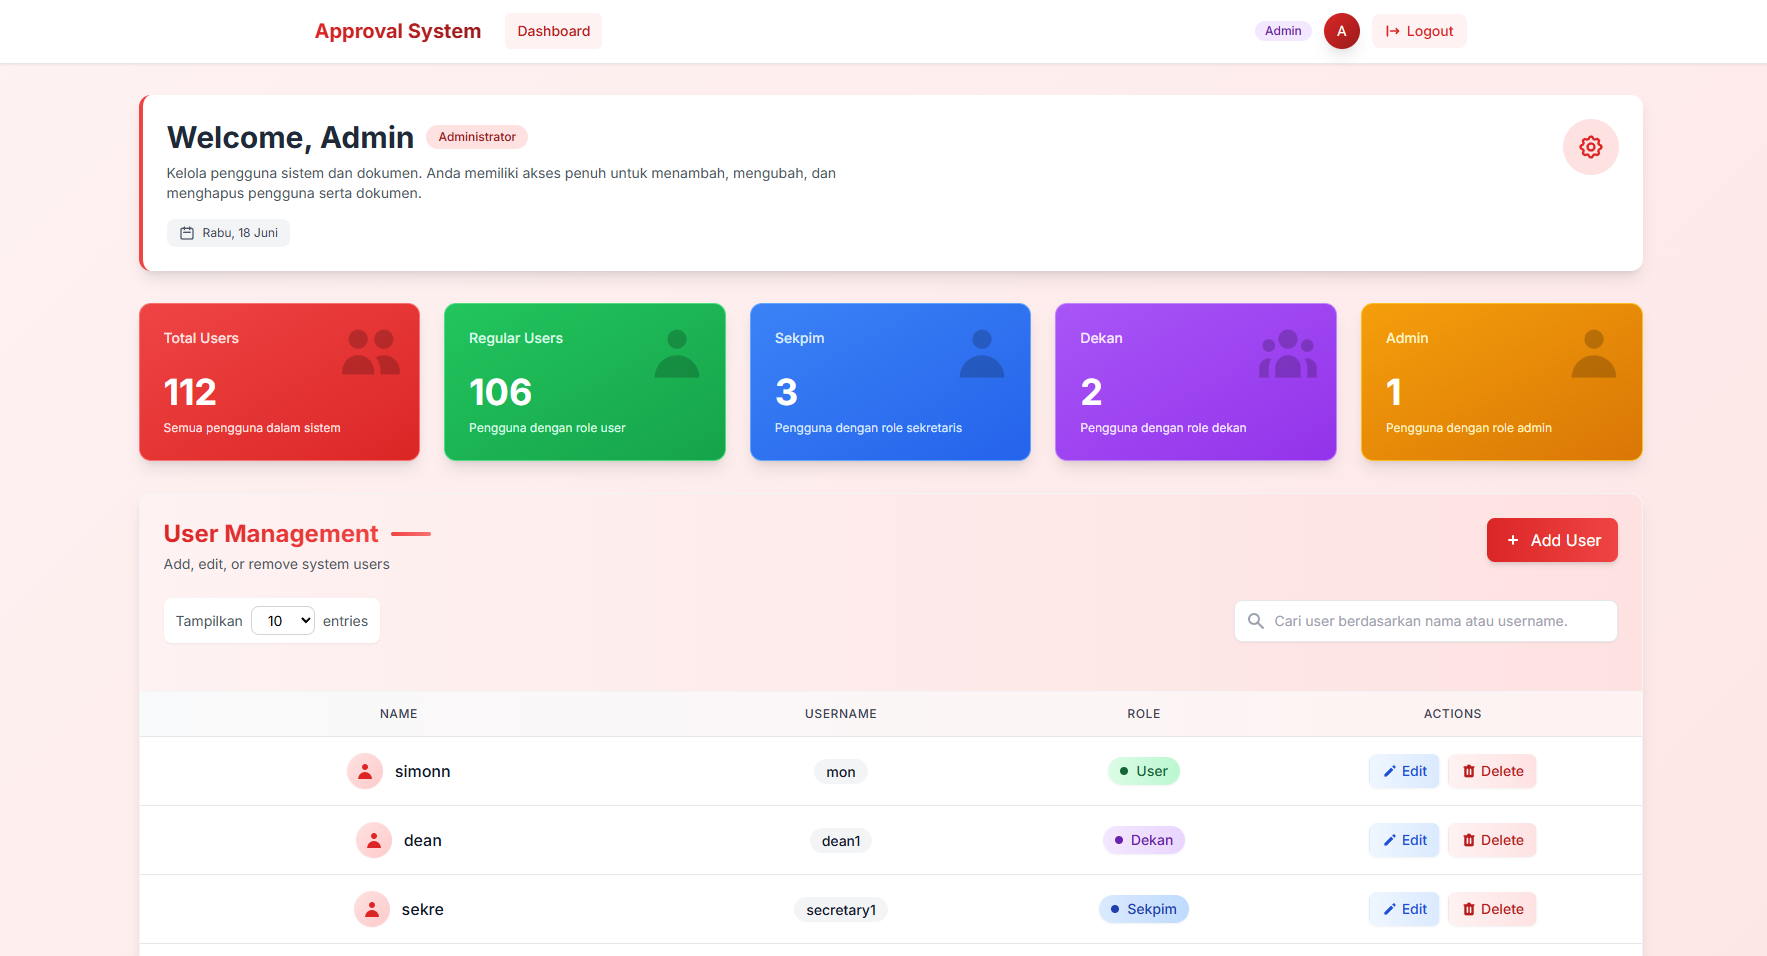 Approval System
Dashboard
Admin
A
Logout
Welcome, Admin
Administrator
Kelola pengguna sistem dan dokumen. Anda memiliki akses penuh untuk menambah, mengubah, dan
menghapus pengguna serta dokumen.
Rabu, 18 Juni
Total Users
112
Semua pengguna dalam sistem
Regular Users
106
Pengguna dengan role user
Sekpim
3
Pengguna dengan role sekretaris
Dekan
2
Pengguna dengan role dekan
Admin
1
Pengguna dengan role admin
User Management
Add, edit, or remove system users
+ Add User
Tampilkan 10 entries
Cari user berdasarkan nama atau username.
NAME USERNAME ROLE ACTIONS
simonn mon User Edit Delete
dean dean1 Dekan Edit Delete
sekre secretary1 Sekpim Edit Delete